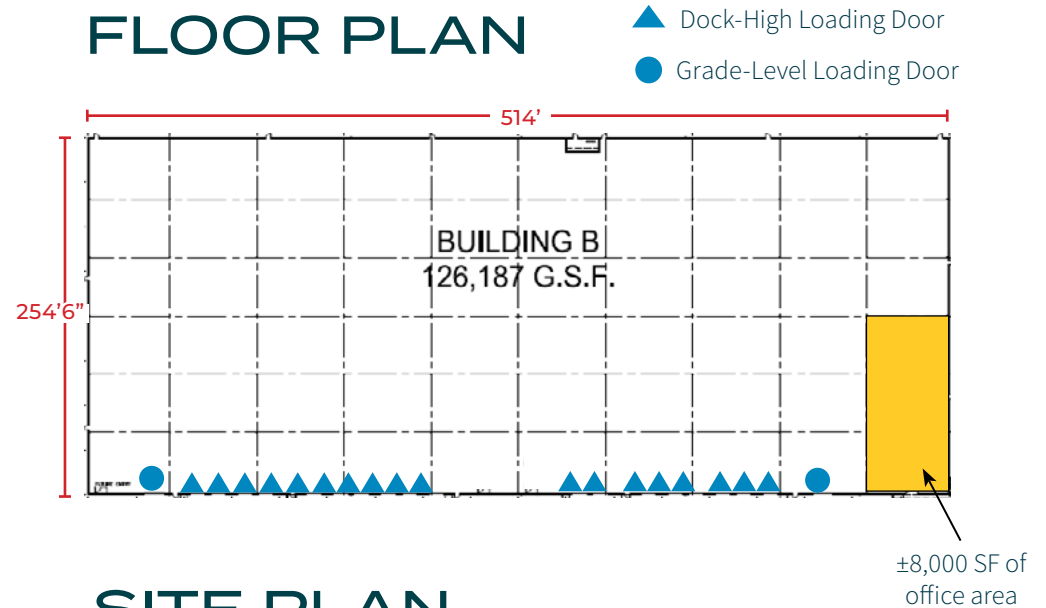 FLOOR PLAN
Dock-High Loading Door
Grade-Level Loading Door
514’
BUILDING B
126,187 G.S.F.
254’6”
±8,000 SF of
office area
SITE PLAN